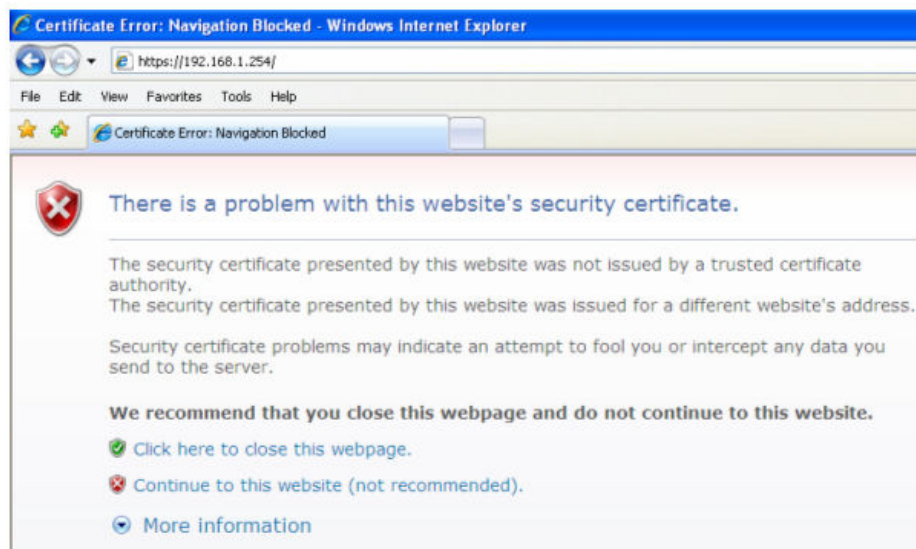 Certificate Error: Navigation Blocked - Windows Internet Explorer
https://192.168.1.254/
File Edit View Favorites Tools Help
Certificate Error: Navigation Blocked
There is a problem with this website's security certificate.
The security certificate presented by this website was not issued by a trusted certificate
authority.
The security certificate presented by this website was issued for a different website's address.
Security certificate problems may indicate an attempt to fool you or intercept any data you
send to the server.
We recommend that you close this webpage and do not continue to this website.
Click here to close this webpage.
Continue to this website (not recommended).
More information